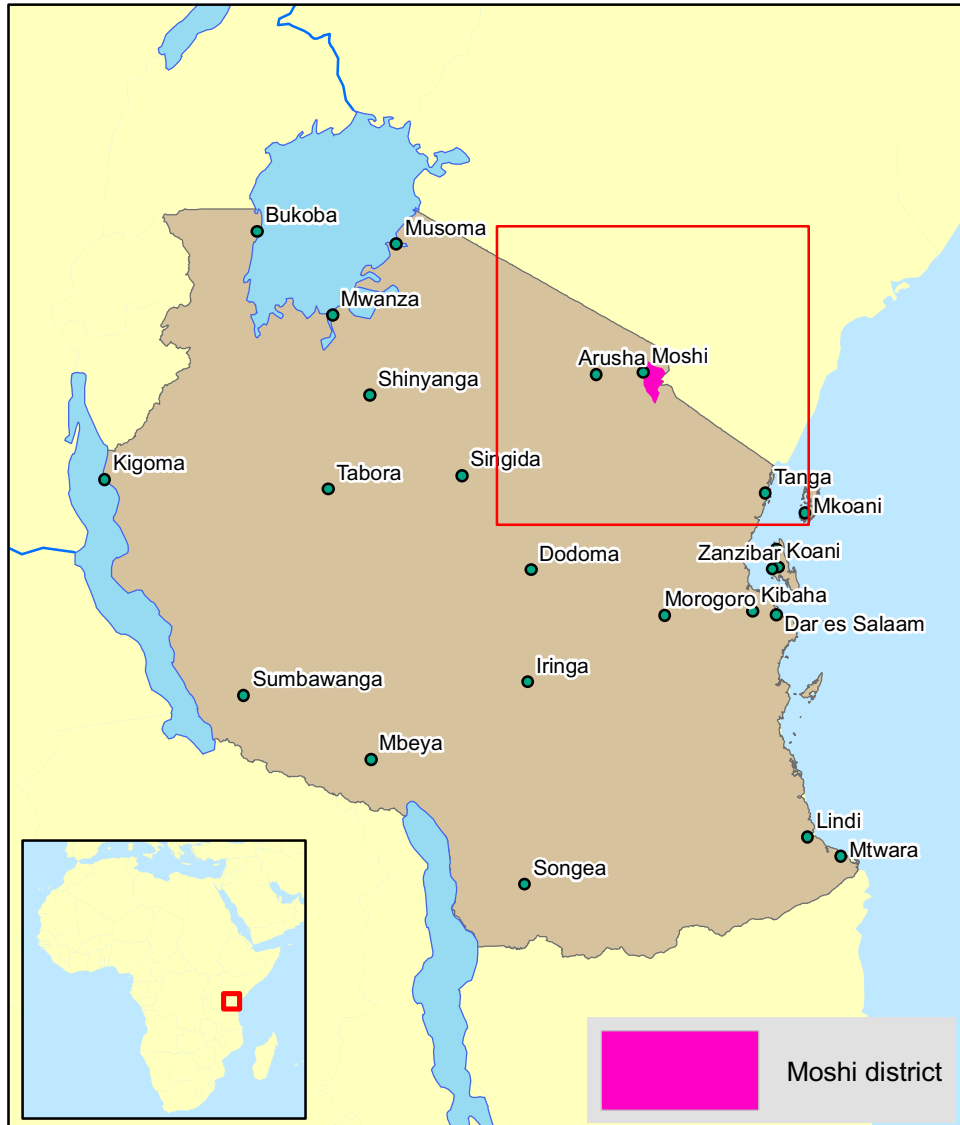 Bukoba
Musoma
Mwanza
Arusha
Moshi
Shinyanga
Kigoma
Tabora
Singida
Tanga
Mkoani
Dodoma
Zanzibar
Koani
Morogoro
Kibaha
Dar es Salaam
Sumbawanga
Iringa
Mbeya
Lindi
Mtwara
Songea
Moshi district